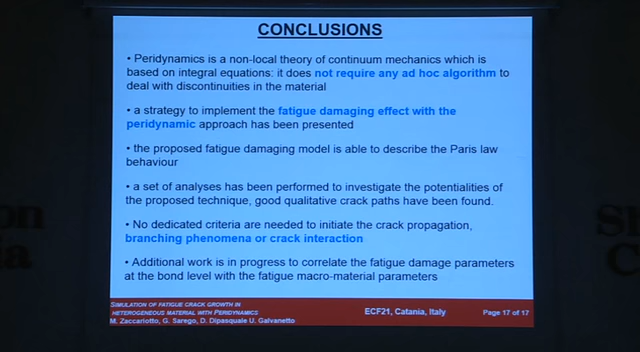 CONCLUSIONS
• Peridynamics is a non-local theory of continuum mechanics which is
based on integral equations: it does not require any ad hoc algorithm to
deal with discontinuities in the material
• a strategy to implement the fatigue damaging effect with the
peridynamic approach has been presented
• the proposed fatigue damaging model is able to describe the Paris law
behaviour
• a set of analyses has been performed to investigate the potentialities of
the proposed technique, good qualitative crack paths have been found.
• No dedicated criteria are needed to initiate the crack propagation,
branching phenomena or crack interaction
• Additional work is in progress to correlate the fatigue damage parameters
at the bond level with the fatigue macro-material parameters
SIMULATION OF FATIGUE CRACK GROWTH IN
HETEROGENEOUS MATERIAL WITH PERIDYNAMICS
M. Zaccariotto, G. Sarego, D. Dipasquale U. Galvanetto
ECF21, Catania, Italy
Page 17 of 17